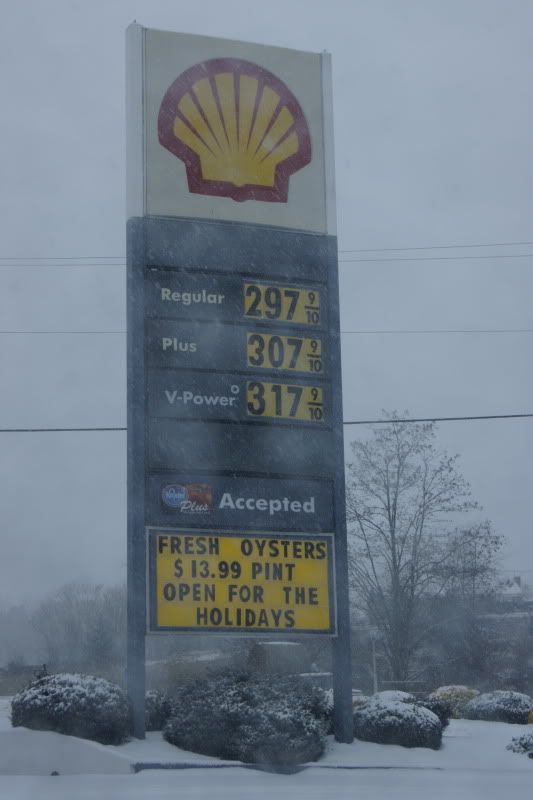 Regular 297 9/10
Plus 307 9/10
V-Power 317 9/10
Kroger Plus Accepted
FRESH OYSTERS
$13.99 PINT
OPEN FOR THE
HOLIDAYS